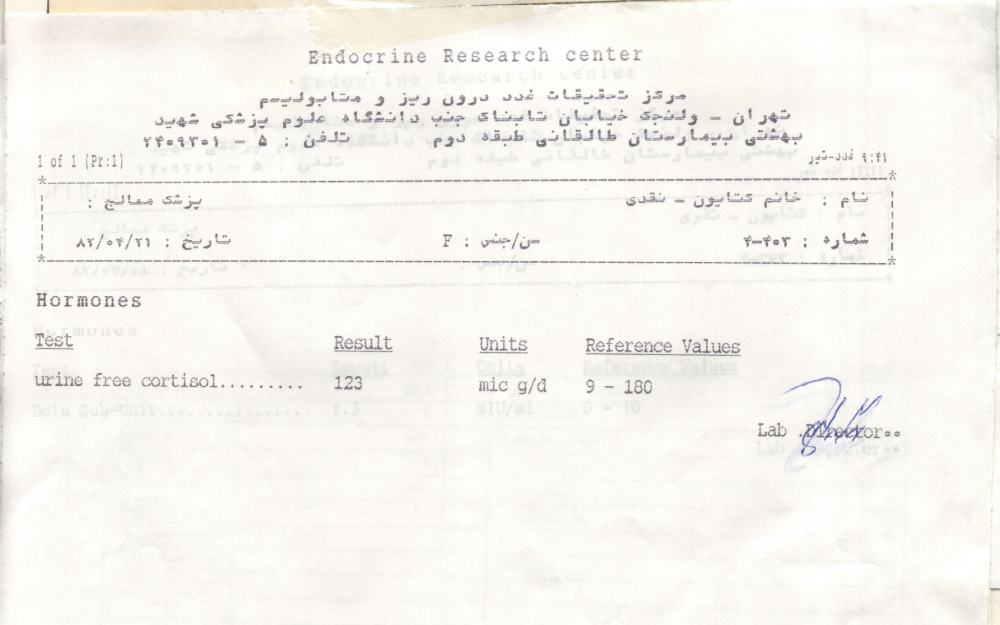 Endocrine Research center
مرکز تحقیقات غدد درون ریز و متابولیسم
تهران - ولنجک خیابان تابناک جنب دانشگاه علوم پزشکی شهید
بهشتی بیمارستان طالقانی طبقه دوم تلفن : ۵ - ۲۴۰۹۳۰۱
1 of 1 (Pr:1) ۹:۴۱ غدد-تیر
نام : خانم کتایون - نقدی پزشک معالج :
شماره : ۴-۴۰۳ سن/جنس : F تاریخ : ۸۲/۰۴/۲۱
Hormones
Test Result Units Reference Values
urine free cortisol......... 123 mic g/d 9 - 180
Lab .Director..